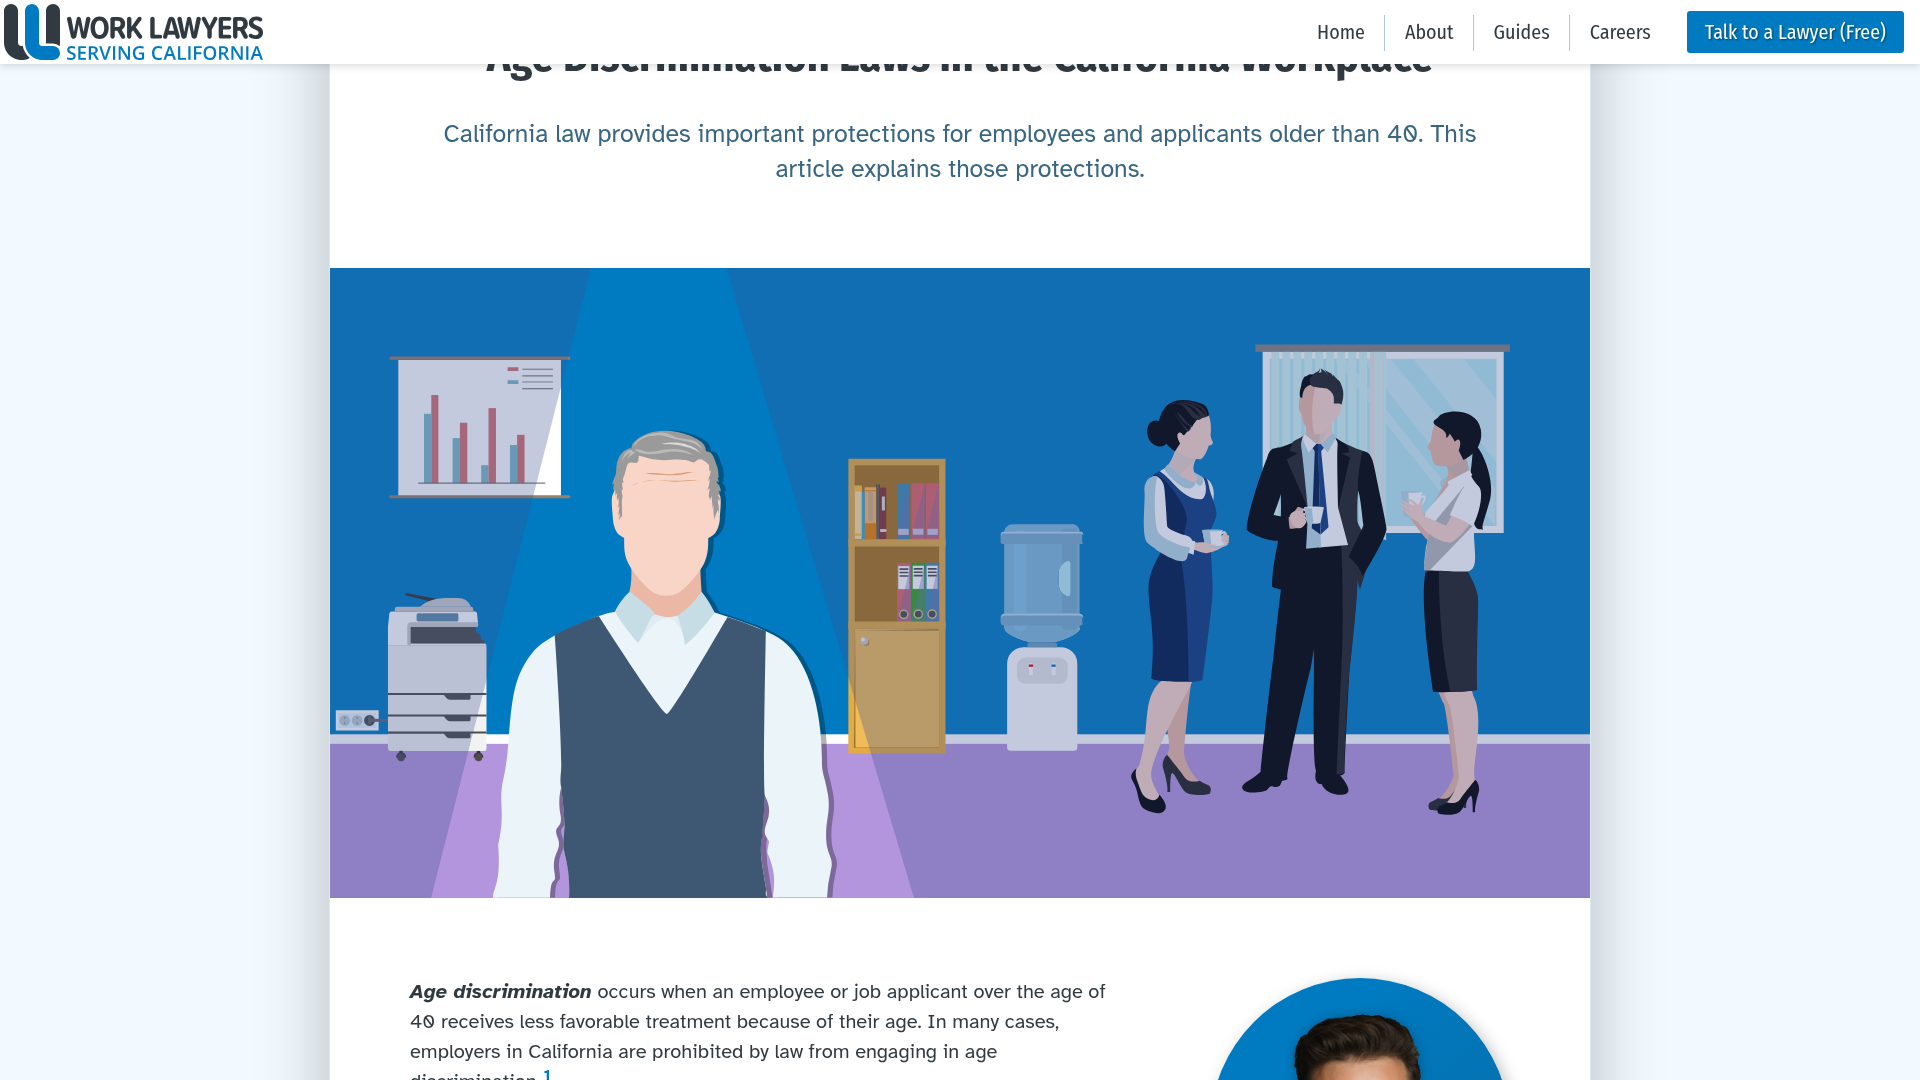 WORK LAWYERS
SERVING CALIFORNIA
Home
About
Guides
Careers
Talk to a Lawyer (Free)
Age Discrimination Laws in the California Workplace
California law provides important protections for employees and applicants older than 40. This
article explains those protections.
Age discrimination occurs when an employee or job applicant over the age of
40 receives less favorable treatment because of their age. In many cases,
employers in California are prohibited by law from engaging in age
discrimination.1